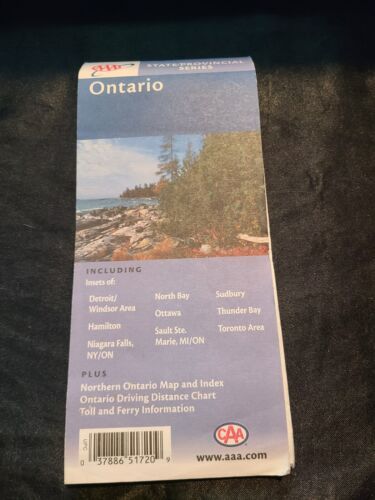 AAA
STATE/PROVINCIAL
SERIES
Ontario
INCLUDING
Insets of:
Detroit/
Windsor Area
Hamilton
Niagara Falls,
NY/ON
North Bay
Ottawa
Sault Ste.
Marie, MI/ON
Sudbury
Thunder Bay
Toronto Area
PLUS
Northern Ontario Map and Index
Ontario Driving Distance Chart
Toll and Ferry Information
UPC
0 37886 51720 9
CAA
www.aaa.com